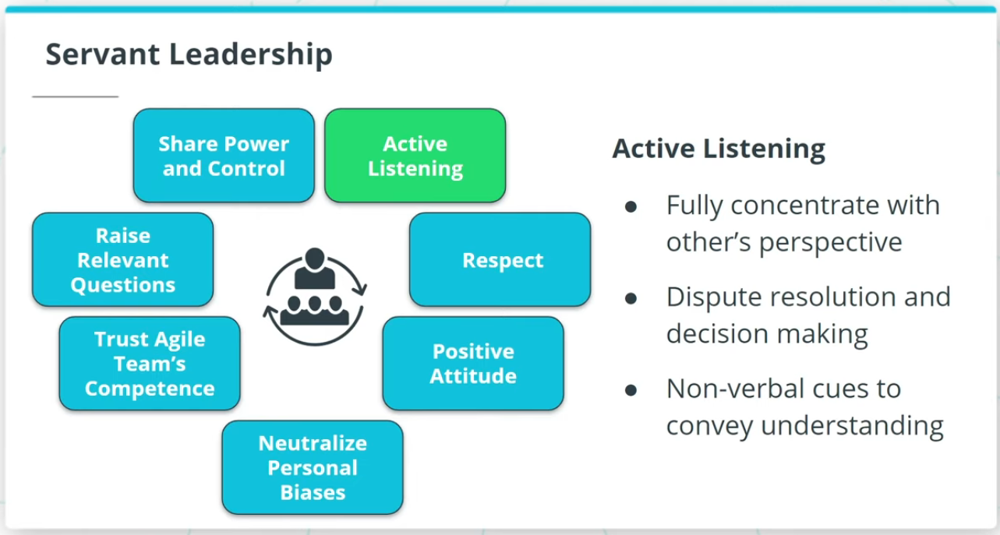 Servant Leadership
Share Power
and Control
Active
Listening
Raise
Relevant
Questions
Respect
Trust Agile
Team’s
Competence
Positive
Attitude
Neutralize
Personal
Biases
Active Listening
● Fully concentrate with
other’s perspective
● Dispute resolution and
decision making
● Non-verbal cues to
convey understanding